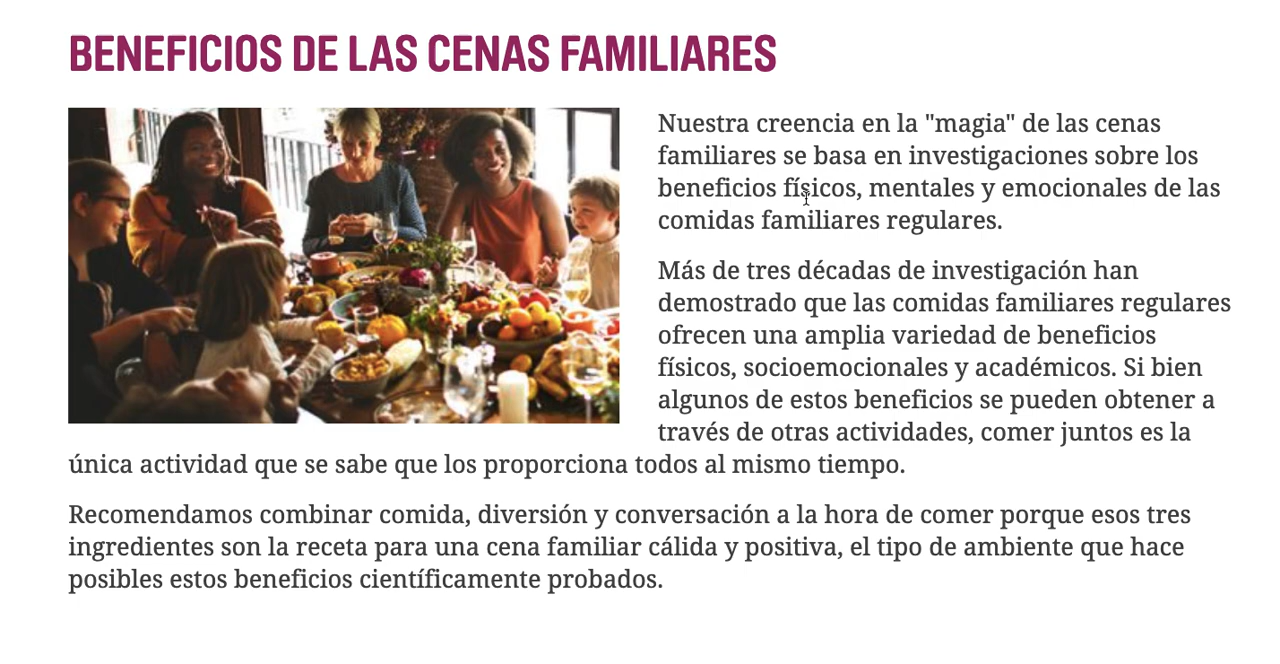 BENEFICIOS DE LAS CENAS FAMILIARES
Nuestra creencia en la "magia" de las cenas
familiares se basa en investigaciones sobre los
beneficios físicos, mentales y emocionales de las
comidas familiares regulares.
Más de tres décadas de investigación han
demostrado que las comidas familiares regulares
ofrecen una amplia variedad de beneficios
físicos, socioemocionales y académicos. Si bien
algunos de estos beneficios se pueden obtener a
través de otras actividades, comer juntos es la
única actividad que se sabe que los proporciona todos al mismo tiempo.
Recomendamos combinar comida, diversión y conversación a la hora de comer porque esos tres
ingredientes son la receta para una cena familiar cálida y positiva, el tipo de ambiente que hace
posibles estos beneficios científicamente probados.